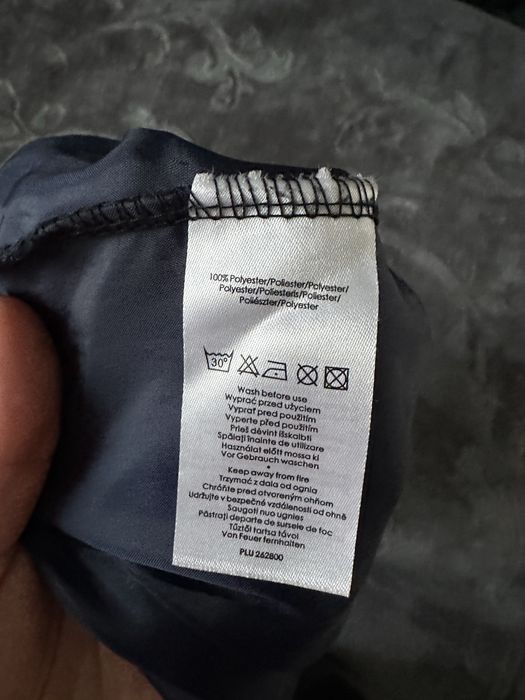 100% Polyester/Poliester/Polyester/
Polyester/Poliesteris/Poliester/
Poliészter/Polyester
30°
Wash before use
Wyprać przed użyciem
Vyprať pred použitím
Vyperte před použitím
Prieš dėvint išskalbti
Spălați înainte de utilizare
Használat előtt mossa ki
Vor Gebrauch waschen
•
Keep away from fire
Trzymać z dala od ognia
Chráňte pred otvoreným ohňom
Udržujte v bezpečné vzdálenosti od ohně
Saugoti nuo ugnies
Păstrați departe de sursele de foc
Tűztől tartsa távol
Von Feuer fernhalten
PLU 262800